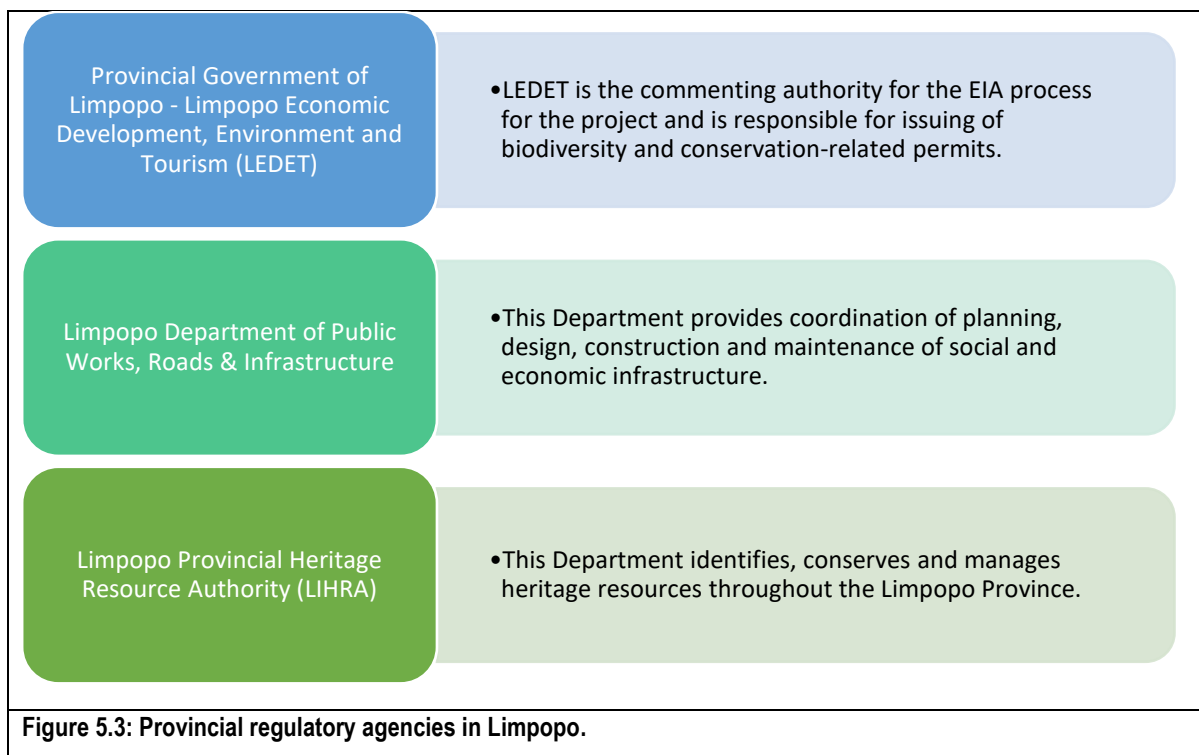 Provincial Government of
Limpopo - Limpopo Economic
Development, Environment and
Tourism (LEDET)
•LEDET is the commenting authority for the EIA process
for the project and is responsible for issuing of
biodiversity and conservation-related permits.
Limpopo Department of Public
Works, Roads & Infrastructure
•This Department provides coordination of planning,
design, construction and maintenance of social and
economic infrastructure.
Limpopo Provincial Heritage
Resource Authority (LIHRA)
•This Department identifies, conserves and manages
heritage resources throughout the Limpopo Province.
Figure 5.3: Provincial regulatory agencies in Limpopo.